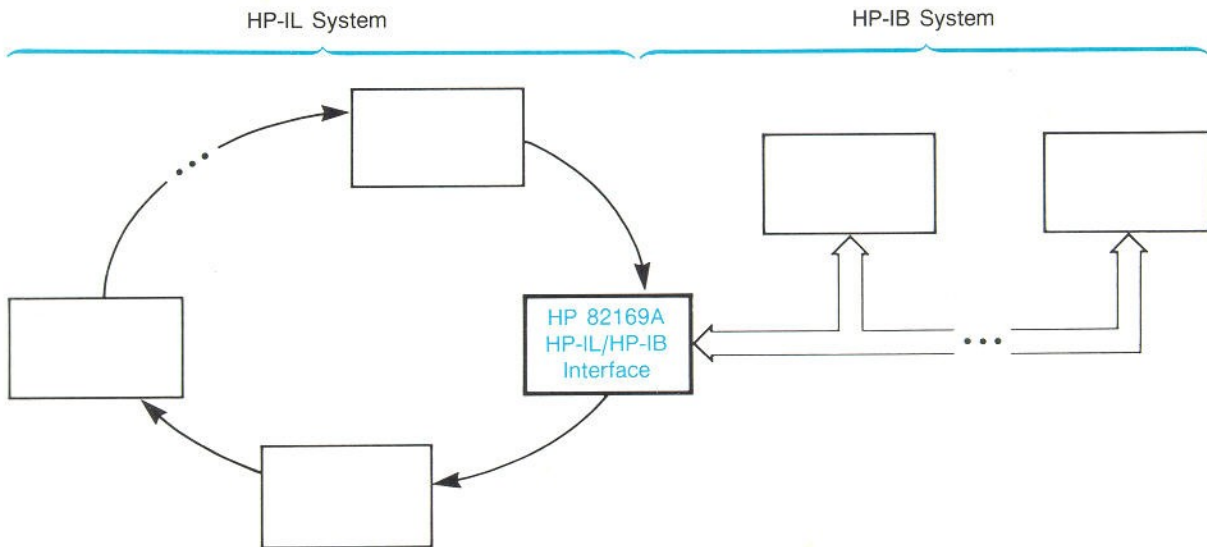 HP-IL System
HP-IB System
HP 82169A
HP-IL/HP-IB
Interface